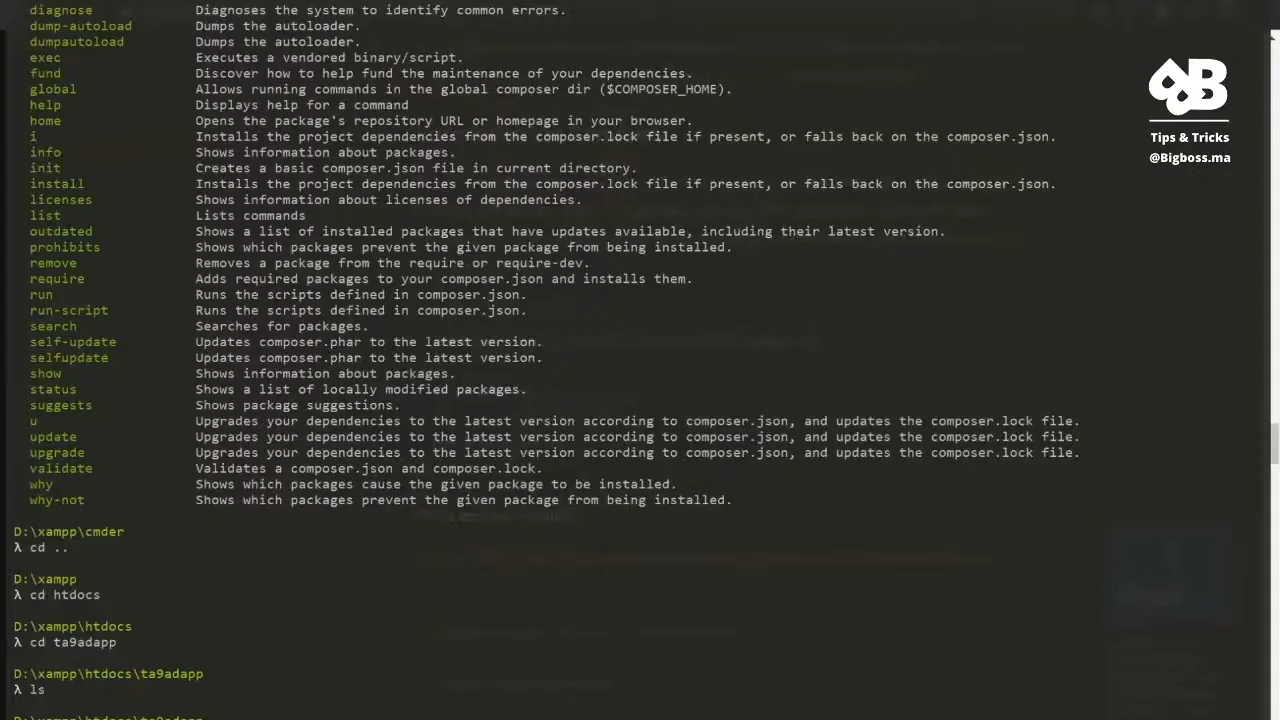 diagnose Diagnoses the system to identify common errors.
dump-autoload Dumps the autoloader.
dumpautoload Dumps the autoloader.
exec Executes a vendored binary/script.
fund Discover how to help fund the maintenance of your dependencies.
global Allows running commands in the global composer dir ($COMPOSER_HOME).
help Displays help for a command
home Opens the package's repository URL or homepage in your browser.
i Installs the project dependencies from the composer.lock file if present, or falls back on the composer.json.
info Shows information about packages.
init Creates a basic composer.json file in current directory.
install Installs the project dependencies from the composer.lock file if present, or falls back on the composer.json.
licenses Shows information about licenses of dependencies.
list Lists commands
outdated Shows a list of installed packages that have updates available, including their latest version.
prohibits Shows which packages prevent the given package from being installed.
remove Removes a package from the require or require-dev.
require Adds required packages to your composer.json and installs them.
run Runs the scripts defined in composer.json.
run-script Runs the scripts defined in composer.json.
search Searches for packages.
self-update Updates composer.phar to the latest version.
selfupdate Updates composer.phar to the latest version.
show Shows information about packages.
status Shows a list of locally modified packages.
suggests Shows package suggestions.
u Upgrades your dependencies to the latest version according to composer.json, and updates the composer.lock file.
update Upgrades your dependencies to the latest version according to composer.json, and updates the composer.lock file.
upgrade Upgrades your dependencies to the latest version according to composer.json, and updates the composer.lock file.
validate Validates a composer.json and composer.lock.
why Shows which packages cause the given package to be installed.
why-not Shows which packages prevent the given package from being installed.
D:\xampp\cmder
λ cd ..
D:\xampp
λ cd htdocs
D:\xampp\htdocs
λ cd ta9adapp
D:\xampp\htdocs\ta9adapp
λ ls
D:\xampp\htdocs\ta9adapp
Tips & Tricks
@Bigboss.ma